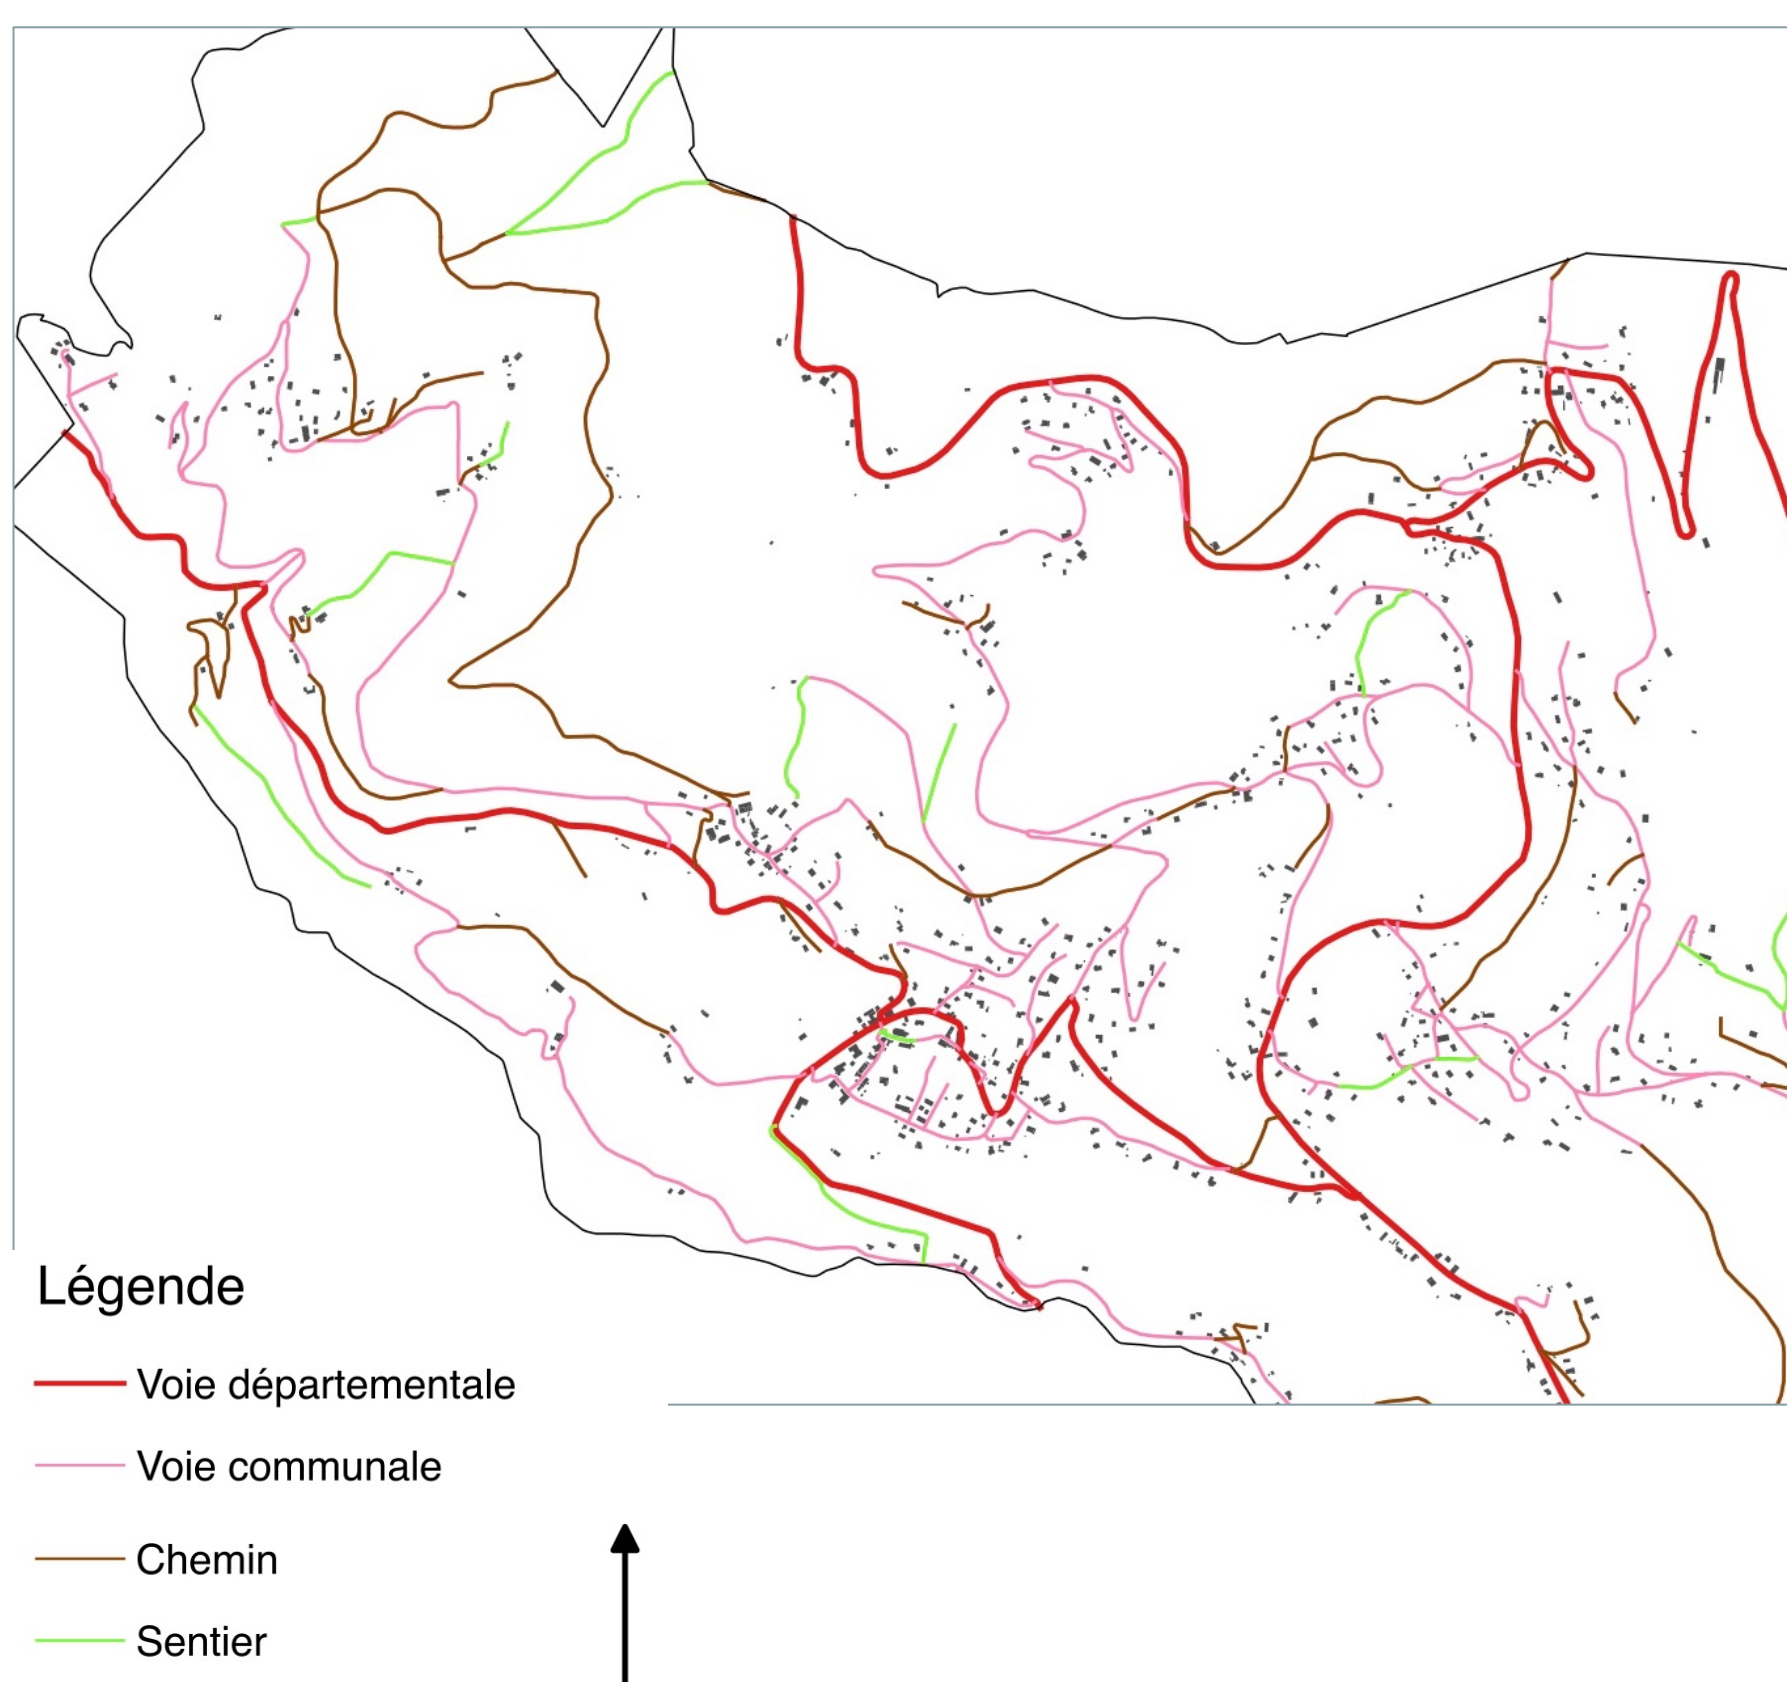 Légende
Voie départementale
Voie communale
Chemin
Sentier